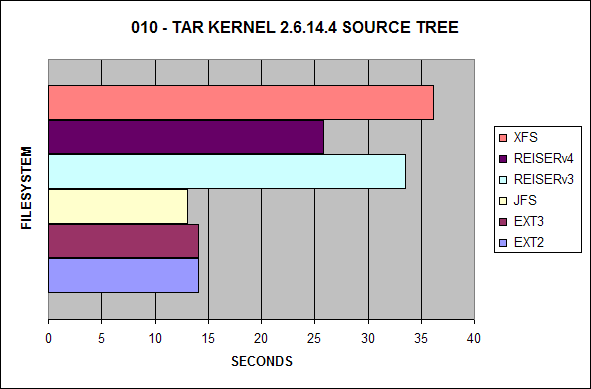 010 - TAR KERNEL 2.6.14.4 SOURCE TREE
FILESYSTEM
XFS
REISERv4
REISERv3
JFS
EXT3
EXT2
0 5 10 15 20 25 30 35 40
SECONDS